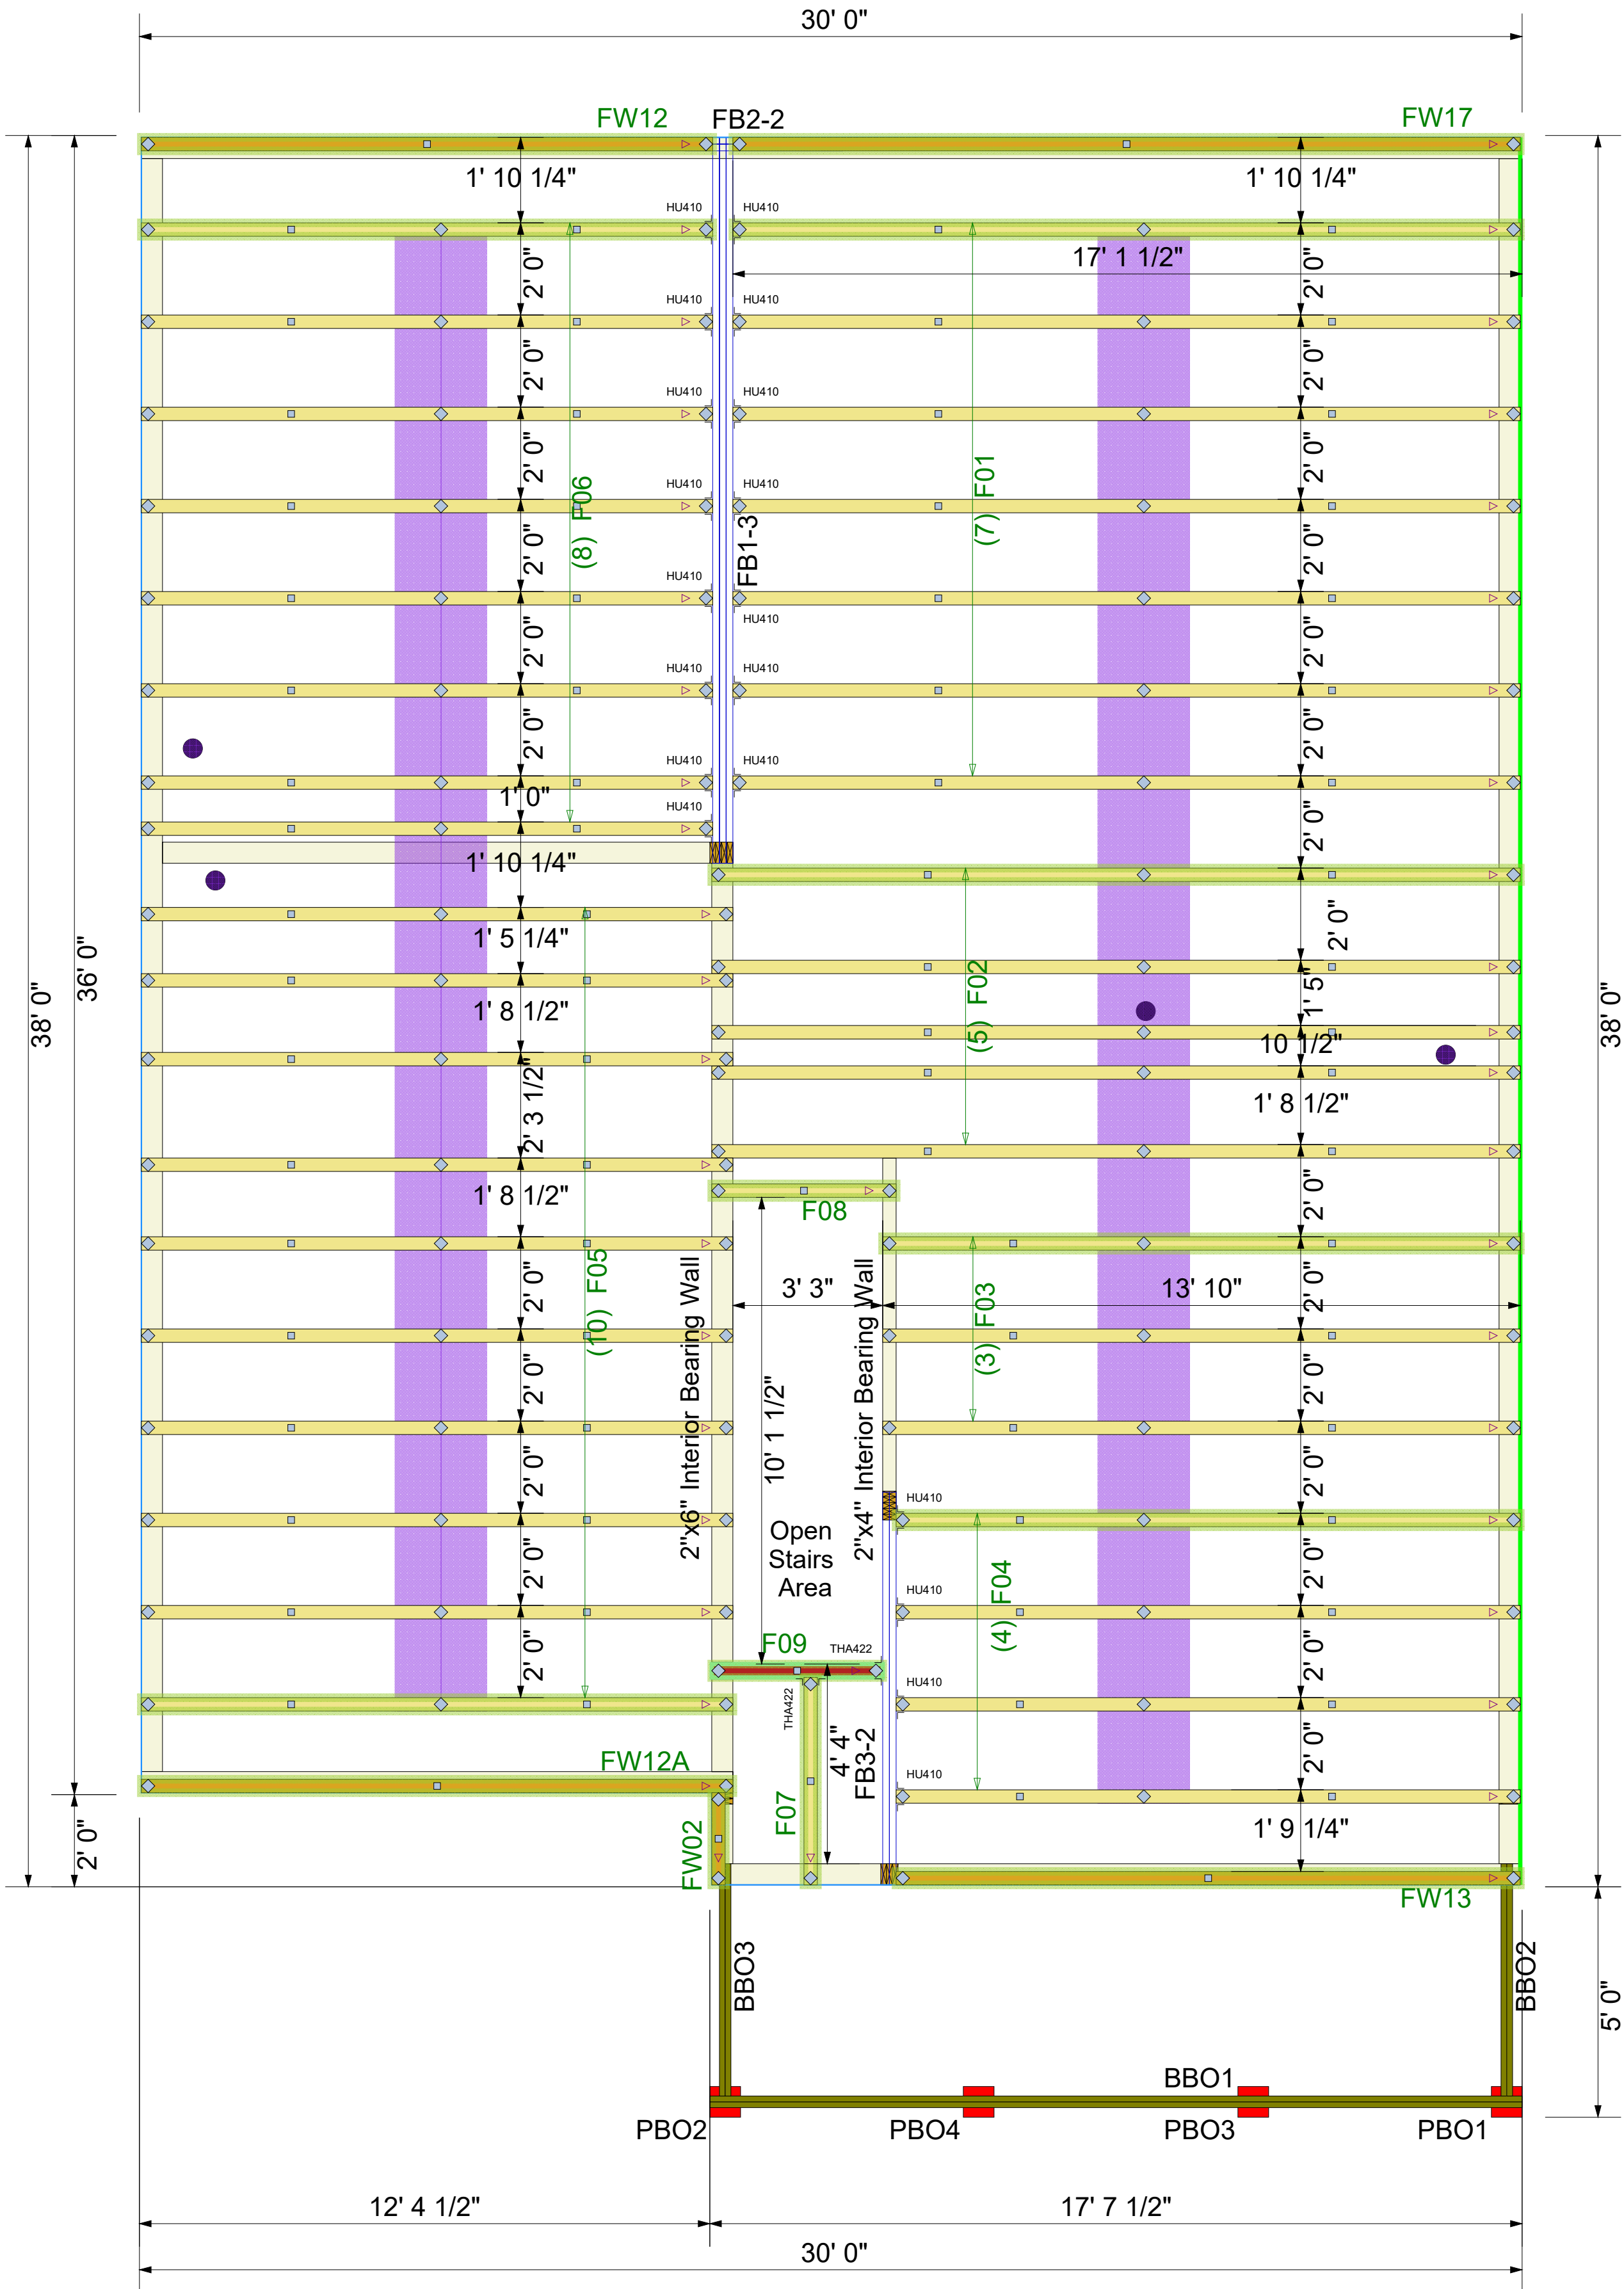 30' 0"
FW12
FB2-2
FW17
1' 10 1/4"
1' 10 1/4"
HU410
HU410
17' 1 1/2"
2' 0"
2' 0"
HU410
HU410
2' 0"
2' 0"
HU410
HU410
2' 0"
2' 0"
(8) F06
(7) F01
HU410
HU410
FB1-3
2' 0"
2' 0"
HU410
HU410
2' 0"
2' 0"
HU410
HU410
2' 0"
2' 0"
HU410
HU410
1' 0"
HU410
2' 0"
1' 10 1/4"
2' 0"
1' 5 1/4"
36' 0"
38' 0"
38' 0"
(5) F02
1' 5"
1' 8 1/2"
10 1/2"
2' 3 1/2"
1' 8 1/2"
1' 8 1/2"
2' 0"
F08
2' 0"
3' 3"
13' 10"
2' 0"
(10) F05
(3) F03
2"x6" Interior Bearing Wall
2"x4" Interior Bearing Wall
2' 0"
2' 0"
10' 1 1/2"
2' 0"
2' 0"
HU410
Open
Stairs
Area
2' 0"
2' 0"
HU410
(4) F04
F09
THA422
2' 0"
2' 0"
HU410
THA422
4' 4"
FB3-2
FW12A
HU410
2' 0"
F07
1' 9 1/4"
2' 0"
FW02
FW13
BBO3
BBO2
5' 0"
BBO1
PBO2
PBO4
PBO3
PBO1
12' 4 1/2"
17' 7 1/2"
30' 0"